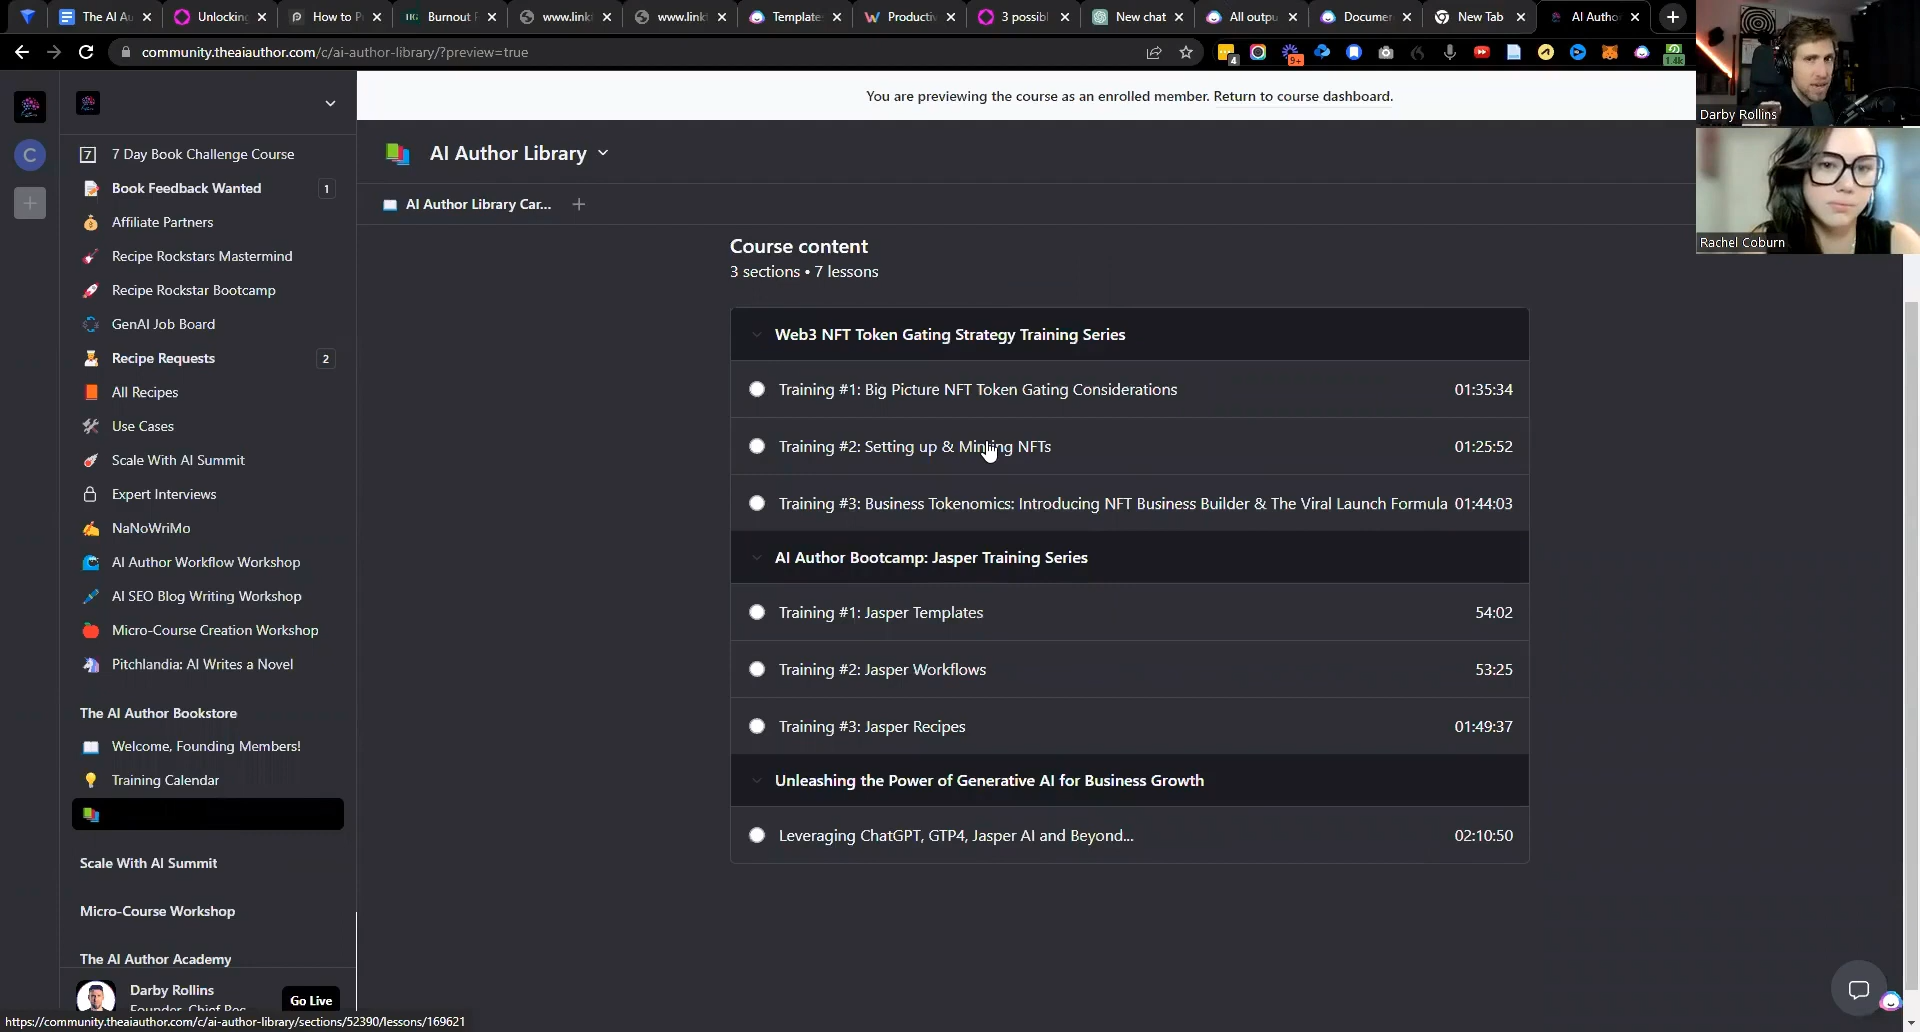 The AI Au
Unlocking
How to P
Burnout F
www.link
www.link
Template
Productiv
3 possibl
New chat
All outpu
Documen
New Tab
AI Autho
community.theaiauthor.com/c/ai-author-library/?preview=true
4
9+
1.4k
Darby Rollins
Rachel Coburn
C
7 Day Book Challenge Course
Book Feedback Wanted 1
Affiliate Partners
Recipe Rockstars Mastermind
Recipe Rockstar Bootcamp
GenAI Job Board
Recipe Requests 2
All Recipes
Use Cases
Scale With AI Summit
Expert Interviews
NaNoWriMo
AI Author Workflow Workshop
AI SEO Blog Writing Workshop
Micro-Course Creation Workshop
Pitchlandia: AI Writes a Novel
The AI Author Bookstore
Welcome, Founding Members!
Training Calendar
Scale With AI Summit
Micro-Course Workshop
The AI Author Academy
Darby Rollins
Go Live
https://community.theaiauthor.com/c/ai-author-library/sections/52390/lessons/169621
You are previewing the course as an enrolled member. Return to course dashboard.
AI Author Library
AI Author Library Car...
Course content
3 sections • 7 lessons
Web3 NFT Token Gating Strategy Training Series
Training #1: Big Picture NFT Token Gating Considerations 01:35:34
Training #2: Setting up & Minting NFTs 01:25:52
Training #3: Business Tokenomics: Introducing NFT Business Builder & The Viral Launch Formula 01:44:03
AI Author Bootcamp: Jasper Training Series
Training #1: Jasper Templates 54:02
Training #2: Jasper Workflows 53:25
Training #3: Jasper Recipes 01:49:37
Unleashing the Power of Generative AI for Business Growth
Leveraging ChatGPT, GTP4, Jasper AI and Beyond... 02:10:50